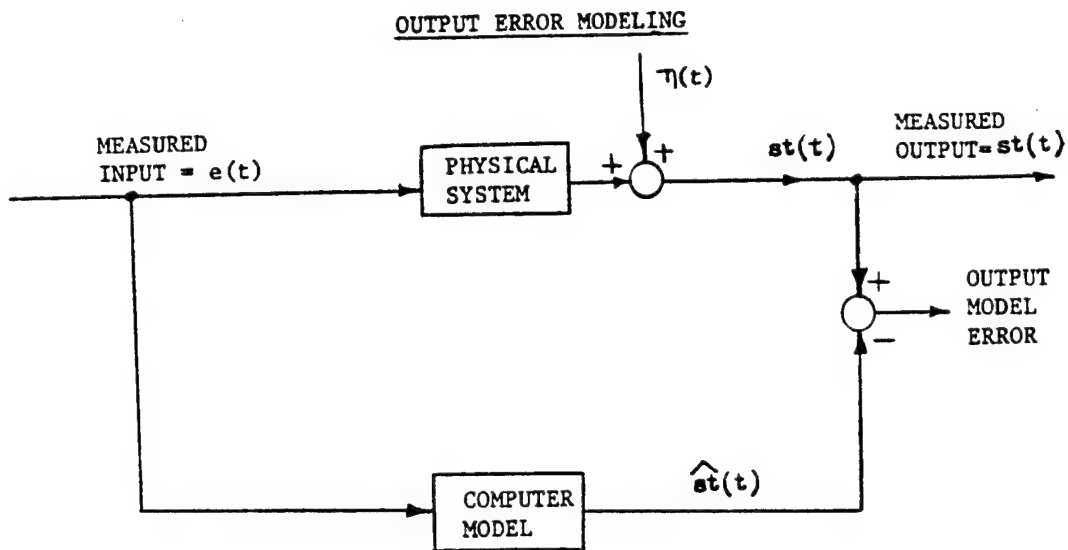 OUTPUT ERROR MODELING
η(t)
MEASURED
INPUT = e(t)
PHYSICAL
SYSTEM
+
+
st(t)
MEASURED
OUTPUT= st(t)
+
−
OUTPUT
MODEL
ERROR
COMPUTER
MODEL
ŝt(t)